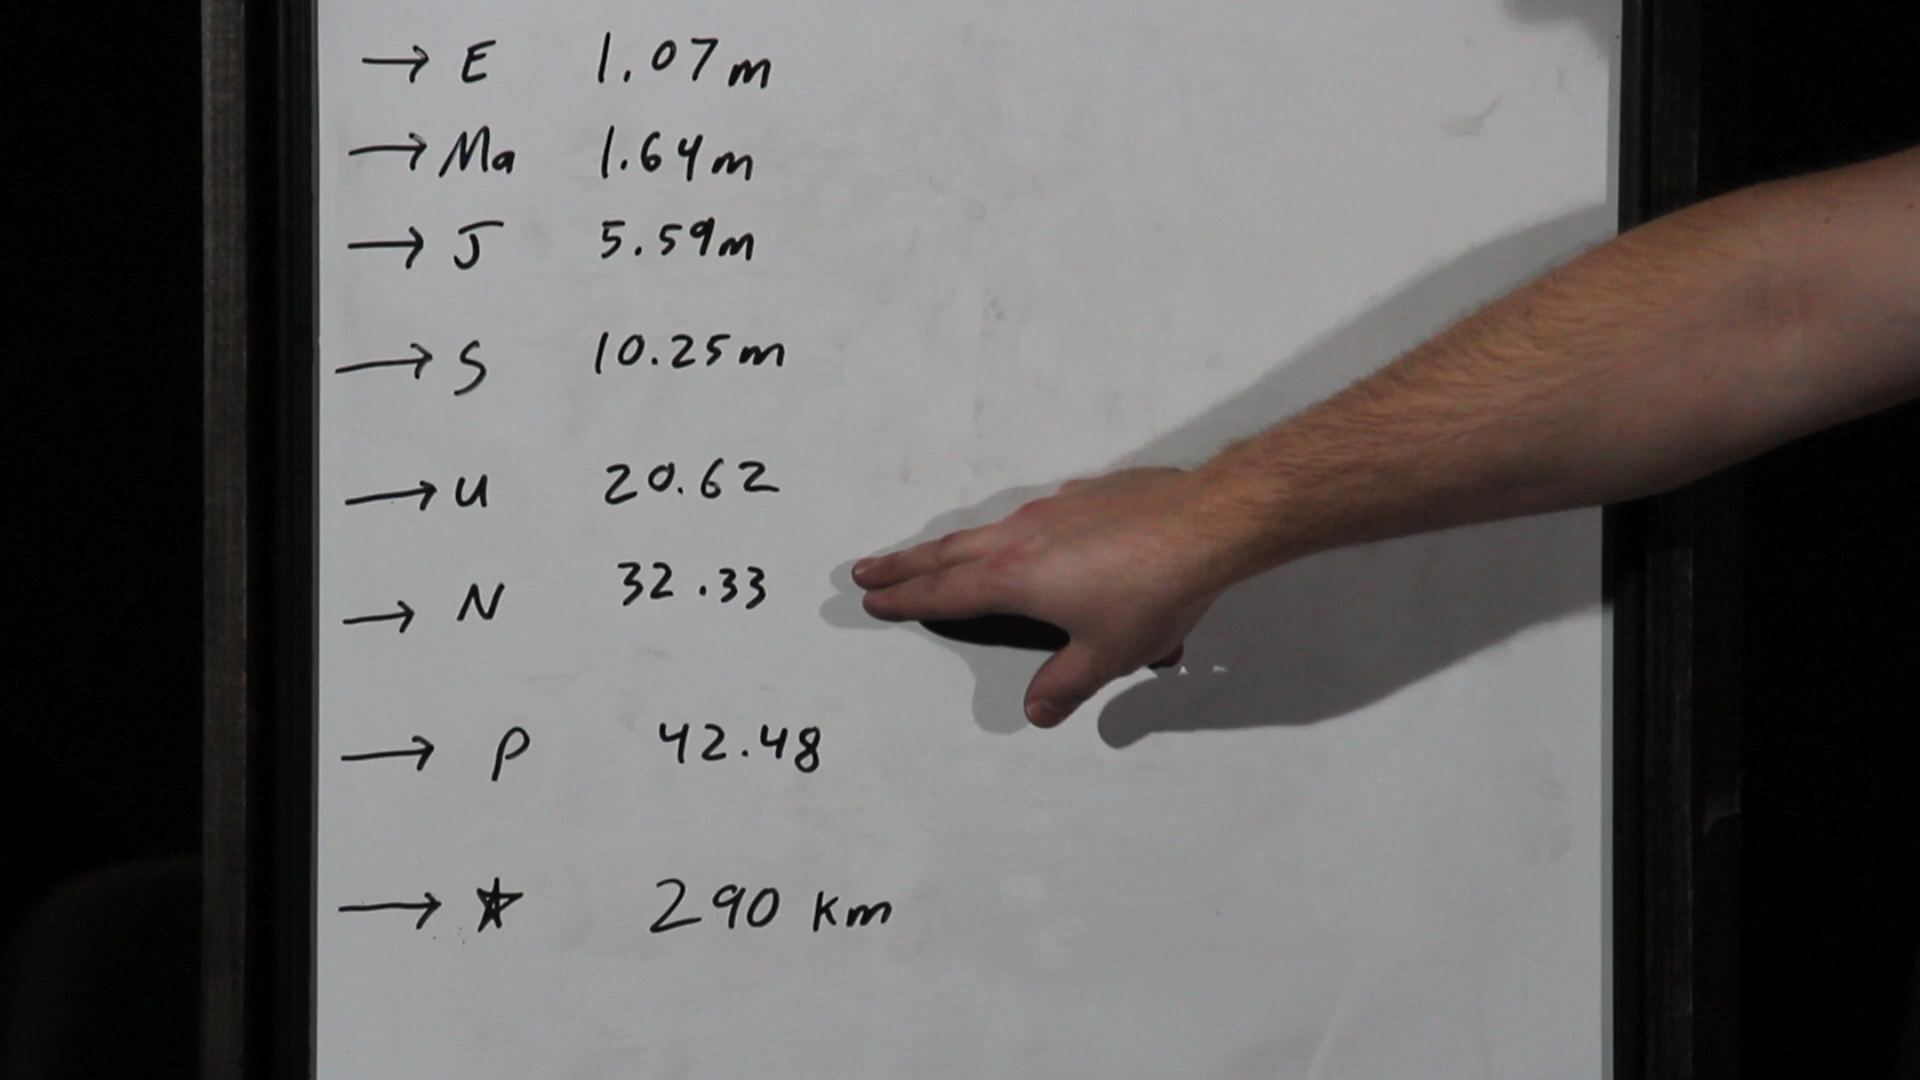 → E 1.07m
→ Ma 1.64m
→ J 5.59m
→ S 10.25m
→ U 20.62
→ N 32.33
→ P 42.48
→ ☆ 290 km